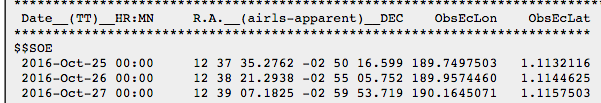 ******************************************************************************
Date__(TT)__HR:MN R.A.__(airls-apparent)__DEC ObsEcLon ObsEcLat
******************************************************************************
$$SOE
2016-Oct-25 00:00 12 37 35.2762 -02 50 16.599 189.7497503 1.1132116
2016-Oct-26 00:00 12 38 21.2938 -02 55 05.752 189.9574460 1.1144625
2016-Oct-27 00:00 12 39 07.1825 -02 59 53.719 190.1645071 1.1157503